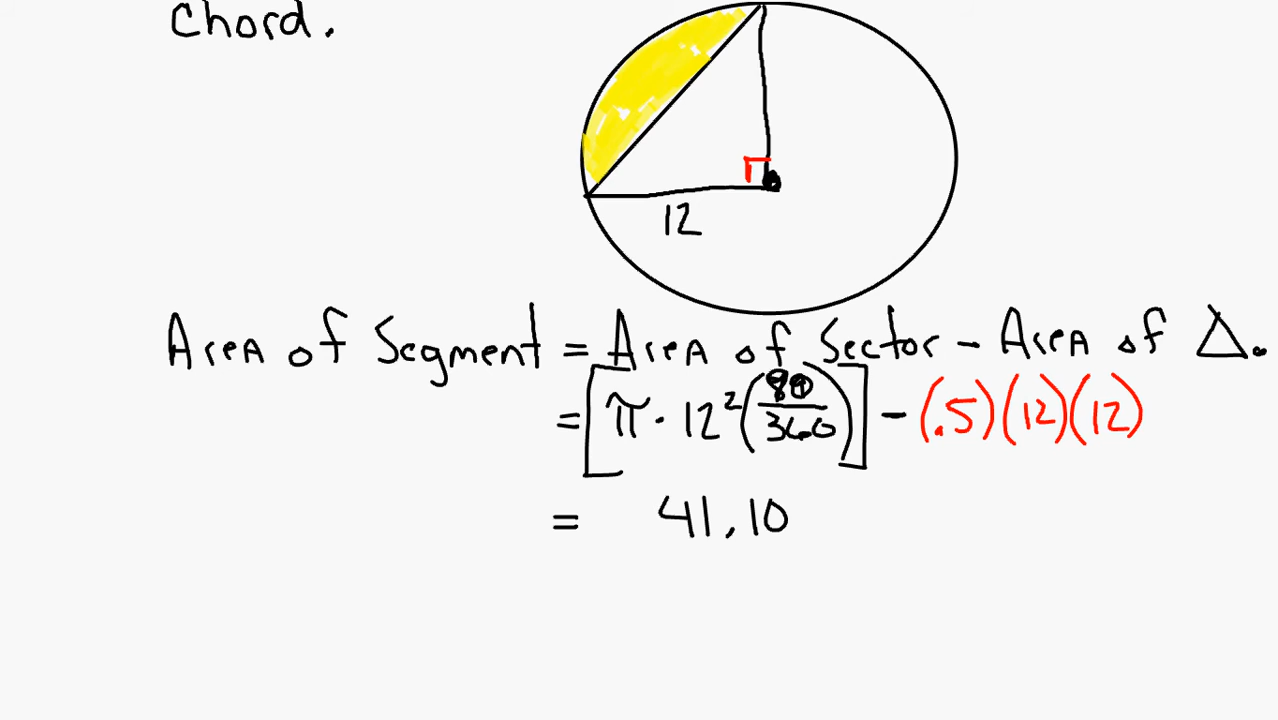 Chord.
12
Area of Segment = Area of Sector - Area of Δ.
= [π · 12² (90/360)] - (.5)(12)(12)
= 41.10